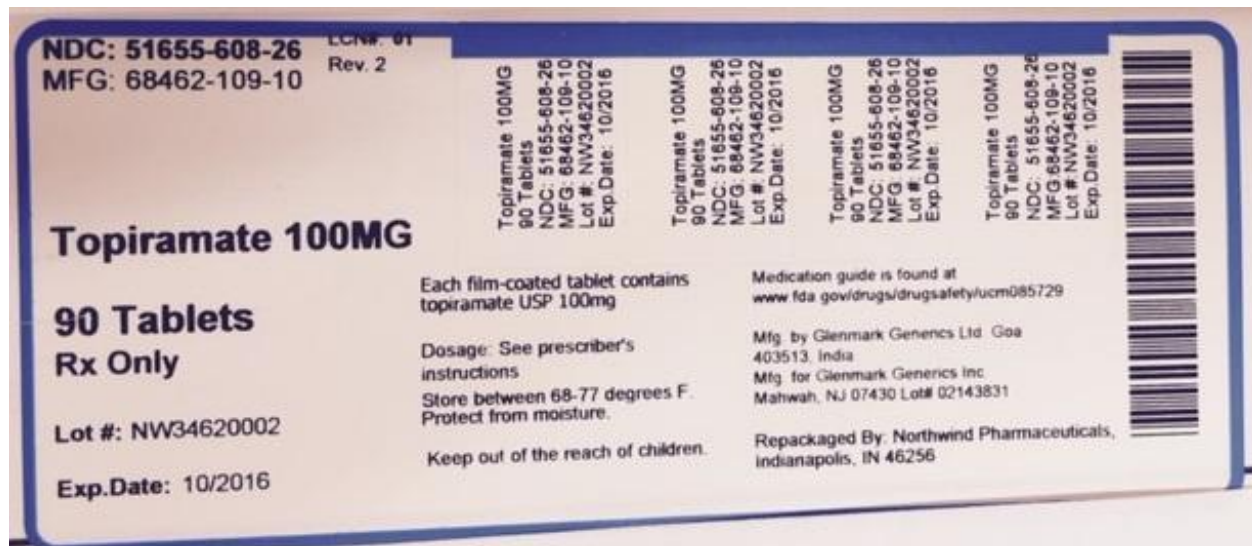 NDC: 51655-608-26
MFG: 68462-109-10
LCN#: 01
Rev. 2
Topiramate 100MG
90 Tablets
Rx Only
Lot #: NW34620002
Exp.Date: 10/2016
Topiramate 100MG
90 Tablets
NDC: 51655-608-26
MFG: 68462-109-10
Lot #: NW34620002
Exp.Date: 10/2016
Topiramate 100MG
90 Tablets
NDC: 51655-608-26
MFG: 68462-109-10
Lot #: NW34620002
Exp.Date: 10/2016
Topiramate 100MG
90 Tablets
NDC: 51655-608-26
MFG: 68462-109-10
Lot #: NW34620002
Exp.Date: 10/2016
Topiramate 100MG
90 Tablets
NDC: 51655-608-26
MFG:68462-109-10
Lot #: NW34620002
Exp.Date: 10/2016
Each film-coated tablet contains
topiramate USP 100mg
Dosage: See prescriber's
instructions
Store between 68-77 degrees F.
Protect from moisture.
Keep out of the reach of children.
Medication guide is found at
www fda gov/drugs/drugsafety/ucm085729
Mfg. by Glenmark Generics Ltd. Goa
403513, India
Mfg. for Glenmark Generics Inc
Mahwah, NJ 07430 Lot# 02143831
Repackaged By: Northwind Pharmaceuticals,
Indianapolis, IN 46256